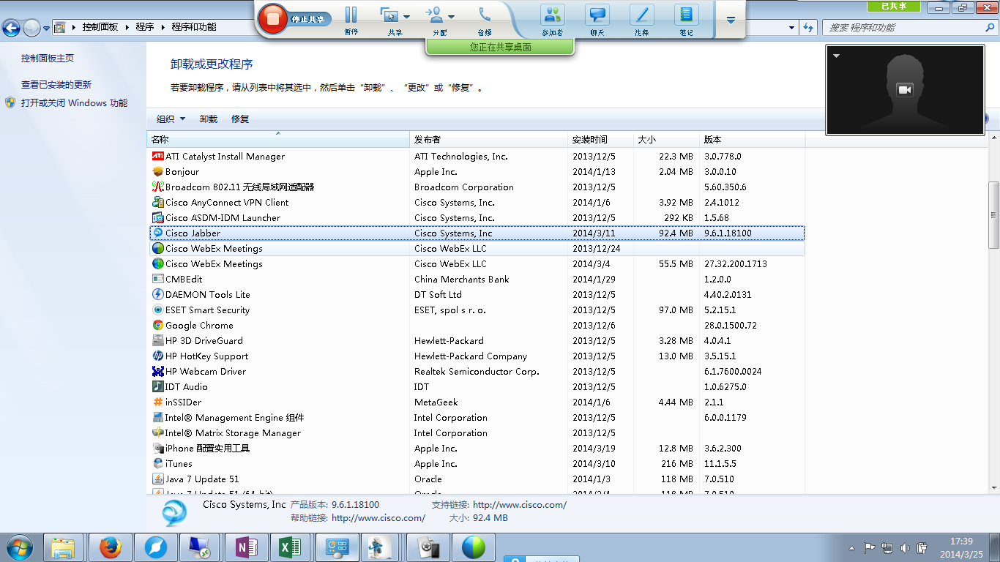 停止共享
暂停
共享
分配
音频
参加者
聊天
注释
笔记
已共享
您正在共享桌面
控制面板 程序 程序和功能
搜索 程序和功能
控制面板主页
查看已安装的更新
打开或关闭 Windows 功能
卸载或更改程序
若要卸载程序，请从列表中将其选中，然后单击“卸载”、“更改”或“修复”。
组织 卸载 修复
名称 发布者 安装时间 大小 版本
ATI Catalyst Install Manager ATI Technologies, Inc. 2013/12/5 22.3 MB 3.0.778.0
Bonjour Apple Inc. 2014/1/13 2.04 MB 3.0.0.10
Broadcom 802.11 无线局域网适配器 Broadcom Corporation 5.60.350.6
Cisco AnyConnect VPN Client Cisco Systems, Inc. 2014/1/6 3.92 MB 2.4.1012
Cisco ASDM-IDM Launcher Cisco Systems, Inc. 2013/12/5 292 KB 1.5.68
Cisco Jabber Cisco Systems, Inc 2014/3/11 92.4 MB 9.6.1.18100
Cisco WebEx Meetings Cisco WebEx LLC 2013/12/24
Cisco WebEx Meetings Cisco WebEx LLC 2014/3/4 55.5 MB 27.32.200.1713
CMBEdit China Merchants Bank 2014/1/29 1.2.0.0
DAEMON Tools Lite DT Soft Ltd 2013/12/5 4.40.2.0131
ESET Smart Security ESET, spol s r. o. 2013/12/5 97.0 MB 5.2.15.1
Google Chrome 2013/12/6 28.0.1500.72
HP 3D DriveGuard Hewlett-Packard 2013/12/5 3.28 MB 4.0.4.1
HP HotKey Support Hewlett-Packard Company 2013/12/5 13.0 MB 3.5.15.1
HP Webcam Driver Realtek Semiconductor Corp. 2013/12/5 6.1.7600.0024
IDT Audio IDT 2013/12/5 1.0.6275.0
inSSIDer MetaGeek 2014/1/6 4.44 MB 2.1.1
Intel® Management Engine 组件 Intel Corporation 2013/12/5 6.0.0.1179
Intel® Matrix Storage Manager Intel Corporation 2013/12/5
iPhone 配置实用工具 Apple Inc. 2014/3/19 12.8 MB 3.6.2.300
iTunes Apple Inc. 2014/3/10 216 MB 11.1.5.5
Java 7 Update 51 Oracle 2014/1/3 118 MB 7.0.510
Java 7 Update 51 (64-bit) Oracle 2014/3/4 118 MB 7.0.510
Cisco Systems, Inc 产品版本: 9.6.1.18100 支持链接: http://www.cisco.com/
帮助链接: http://www.cisco.com/ 大小: 92.4 MB
17:39
2014/3/25